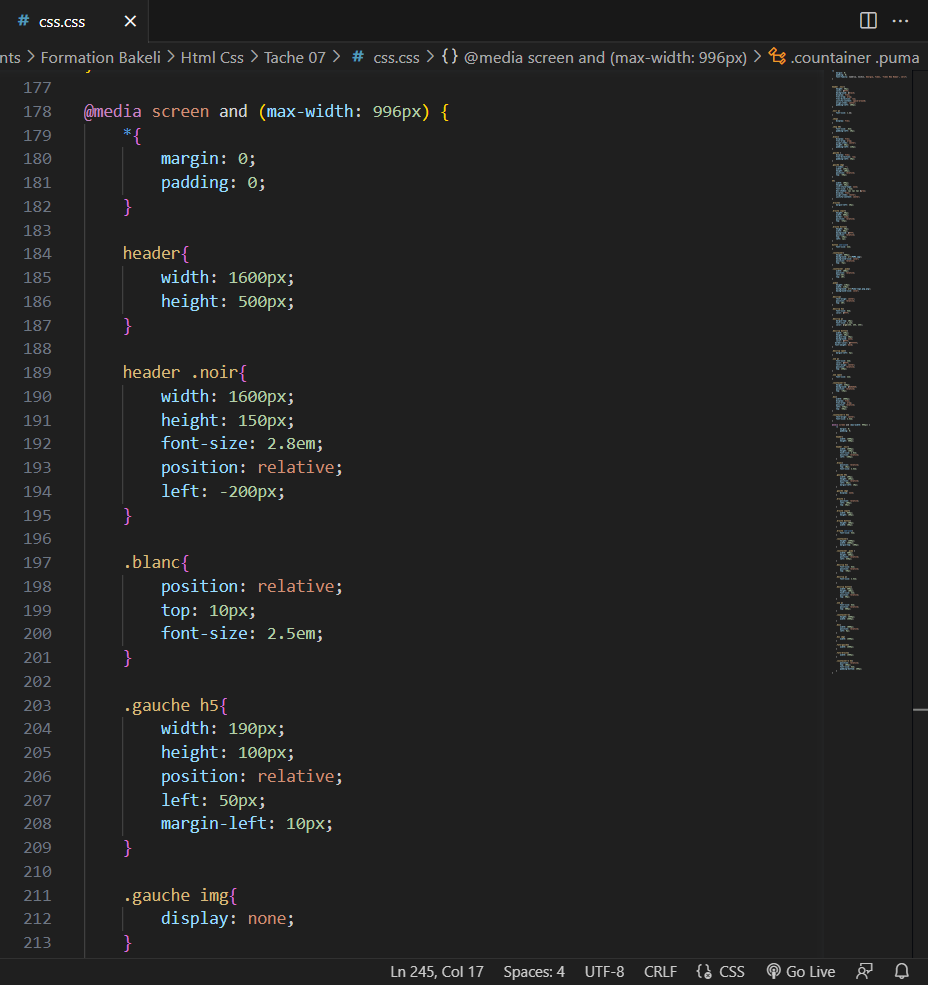 # css.css
nts > Formation Bakeli > Html Css > Tache 07 > # css.css > {} @media screen and (max-width: 996px) > .countainer .puma
177
178 @media screen and (max-width: 996px) {
179 *{
180 margin: 0;
181 padding: 0;
182 }
183
184 header{
185 width: 1600px;
186 height: 500px;
187 }
188
189 header .noir{
190 width: 1600px;
191 height: 150px;
192 font-size: 2.8em;
193 position: relative;
194 left: -200px;
195 }
196
197 .blanc{
198 position: relative;
199 top: 10px;
200 font-size: 2.5em;
201 }
202
203 .gauche h5{
204 width: 190px;
205 height: 100px;
206 position: relative;
207 left: 50px;
208 margin-left: 10px;
209 }
210
211 .gauche img{
212 display: none;
213 }
Ln 245, Col 17 Spaces: 4 UTF-8 CRLF {} CSS Go Live